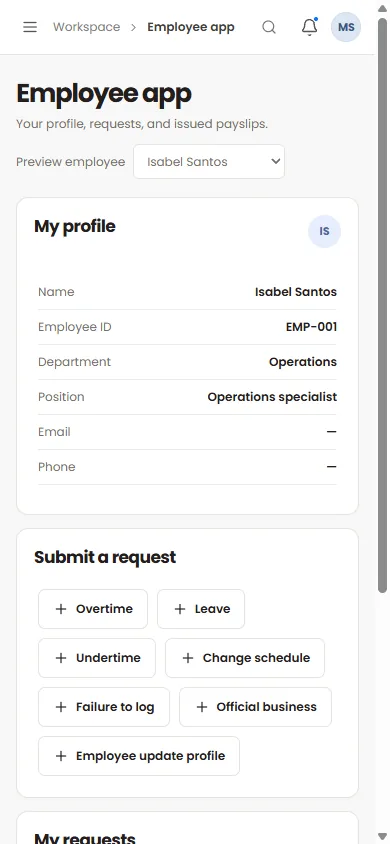 Workspace > Employee app MS
Employee app
Your profile, requests, and issued payslips.
Preview employee Isabel Santos
My profile IS
Name Isabel Santos
Employee ID EMP-001
Department Operations
Position Operations specialist
Email —
Phone —
Submit a request
+ Overtime + Leave
+ Undertime + Change schedule
+ Failure to log + Official business
+ Employee update profile
My requests